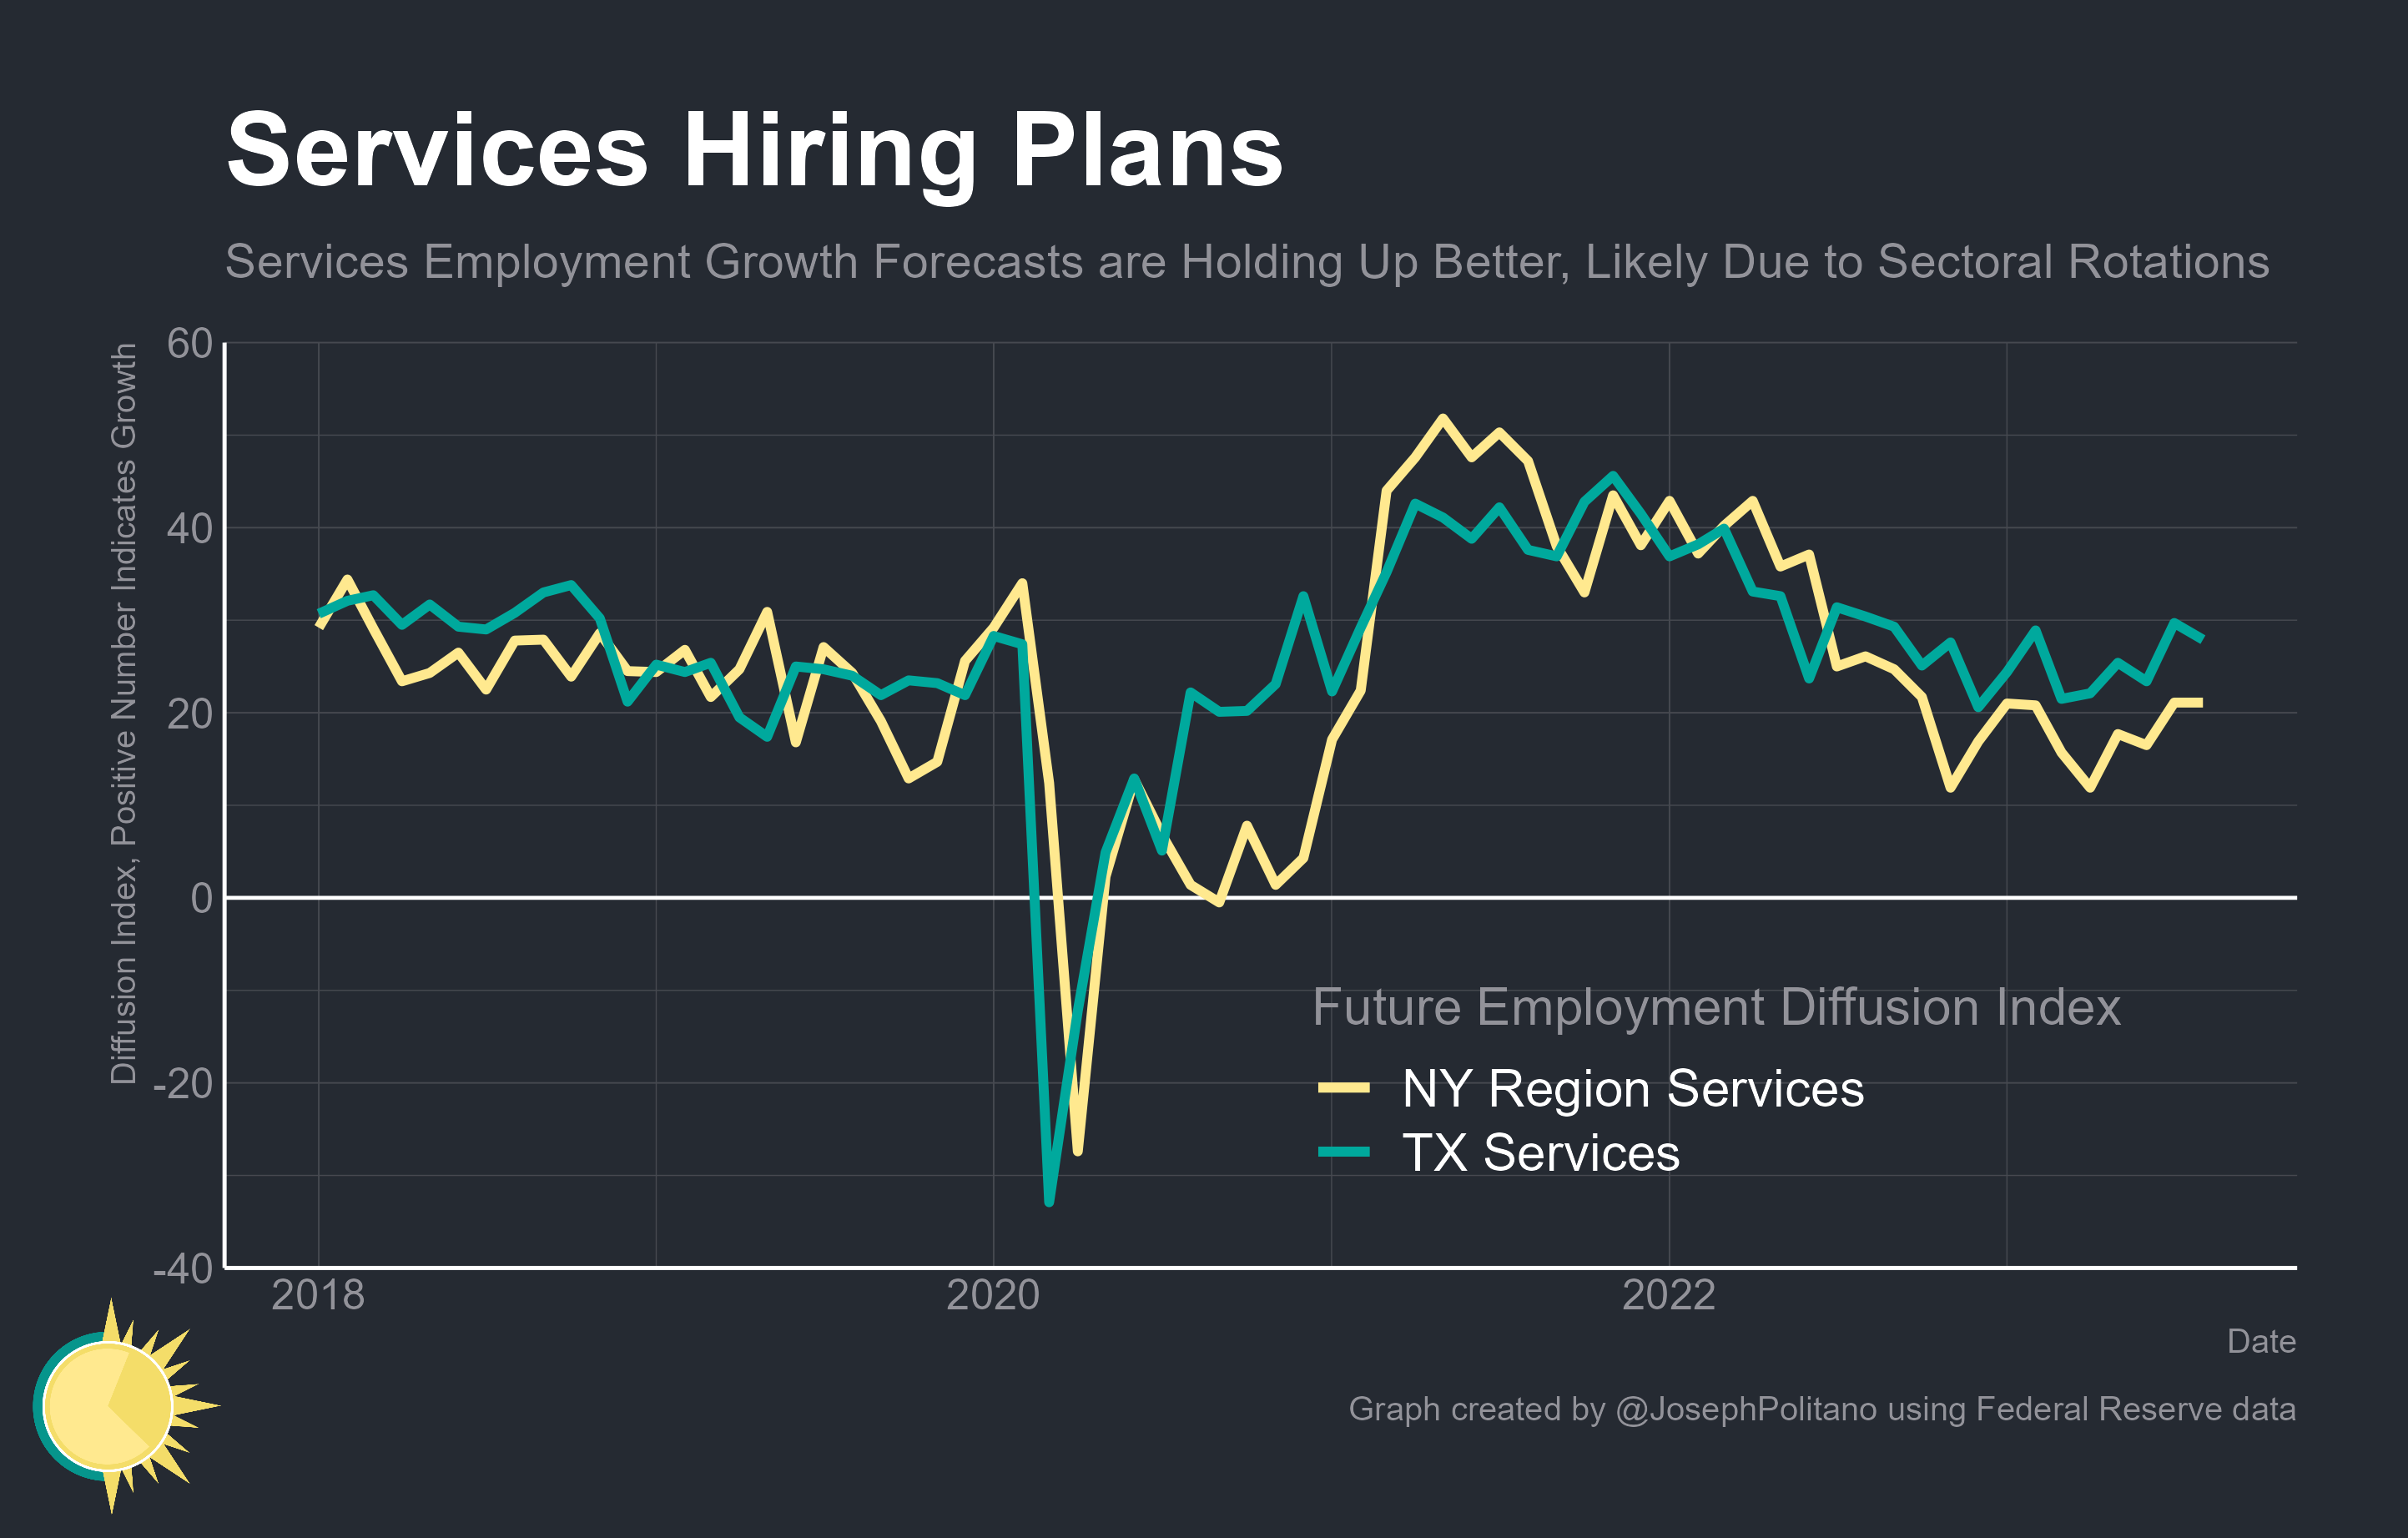 Services Hiring Plans
Services Employment Growth Forecasts are Holding Up Better, Likely Due to Sectoral Rotations
Diffusion Index, Positive Number Indicates Growth
60
40
20
0
-20
-40
Future Employment Diffusion Index
NY Region Services
TX Services
2018
2020
2022
Date
Graph created by @JosephPolitano using Federal Reserve data